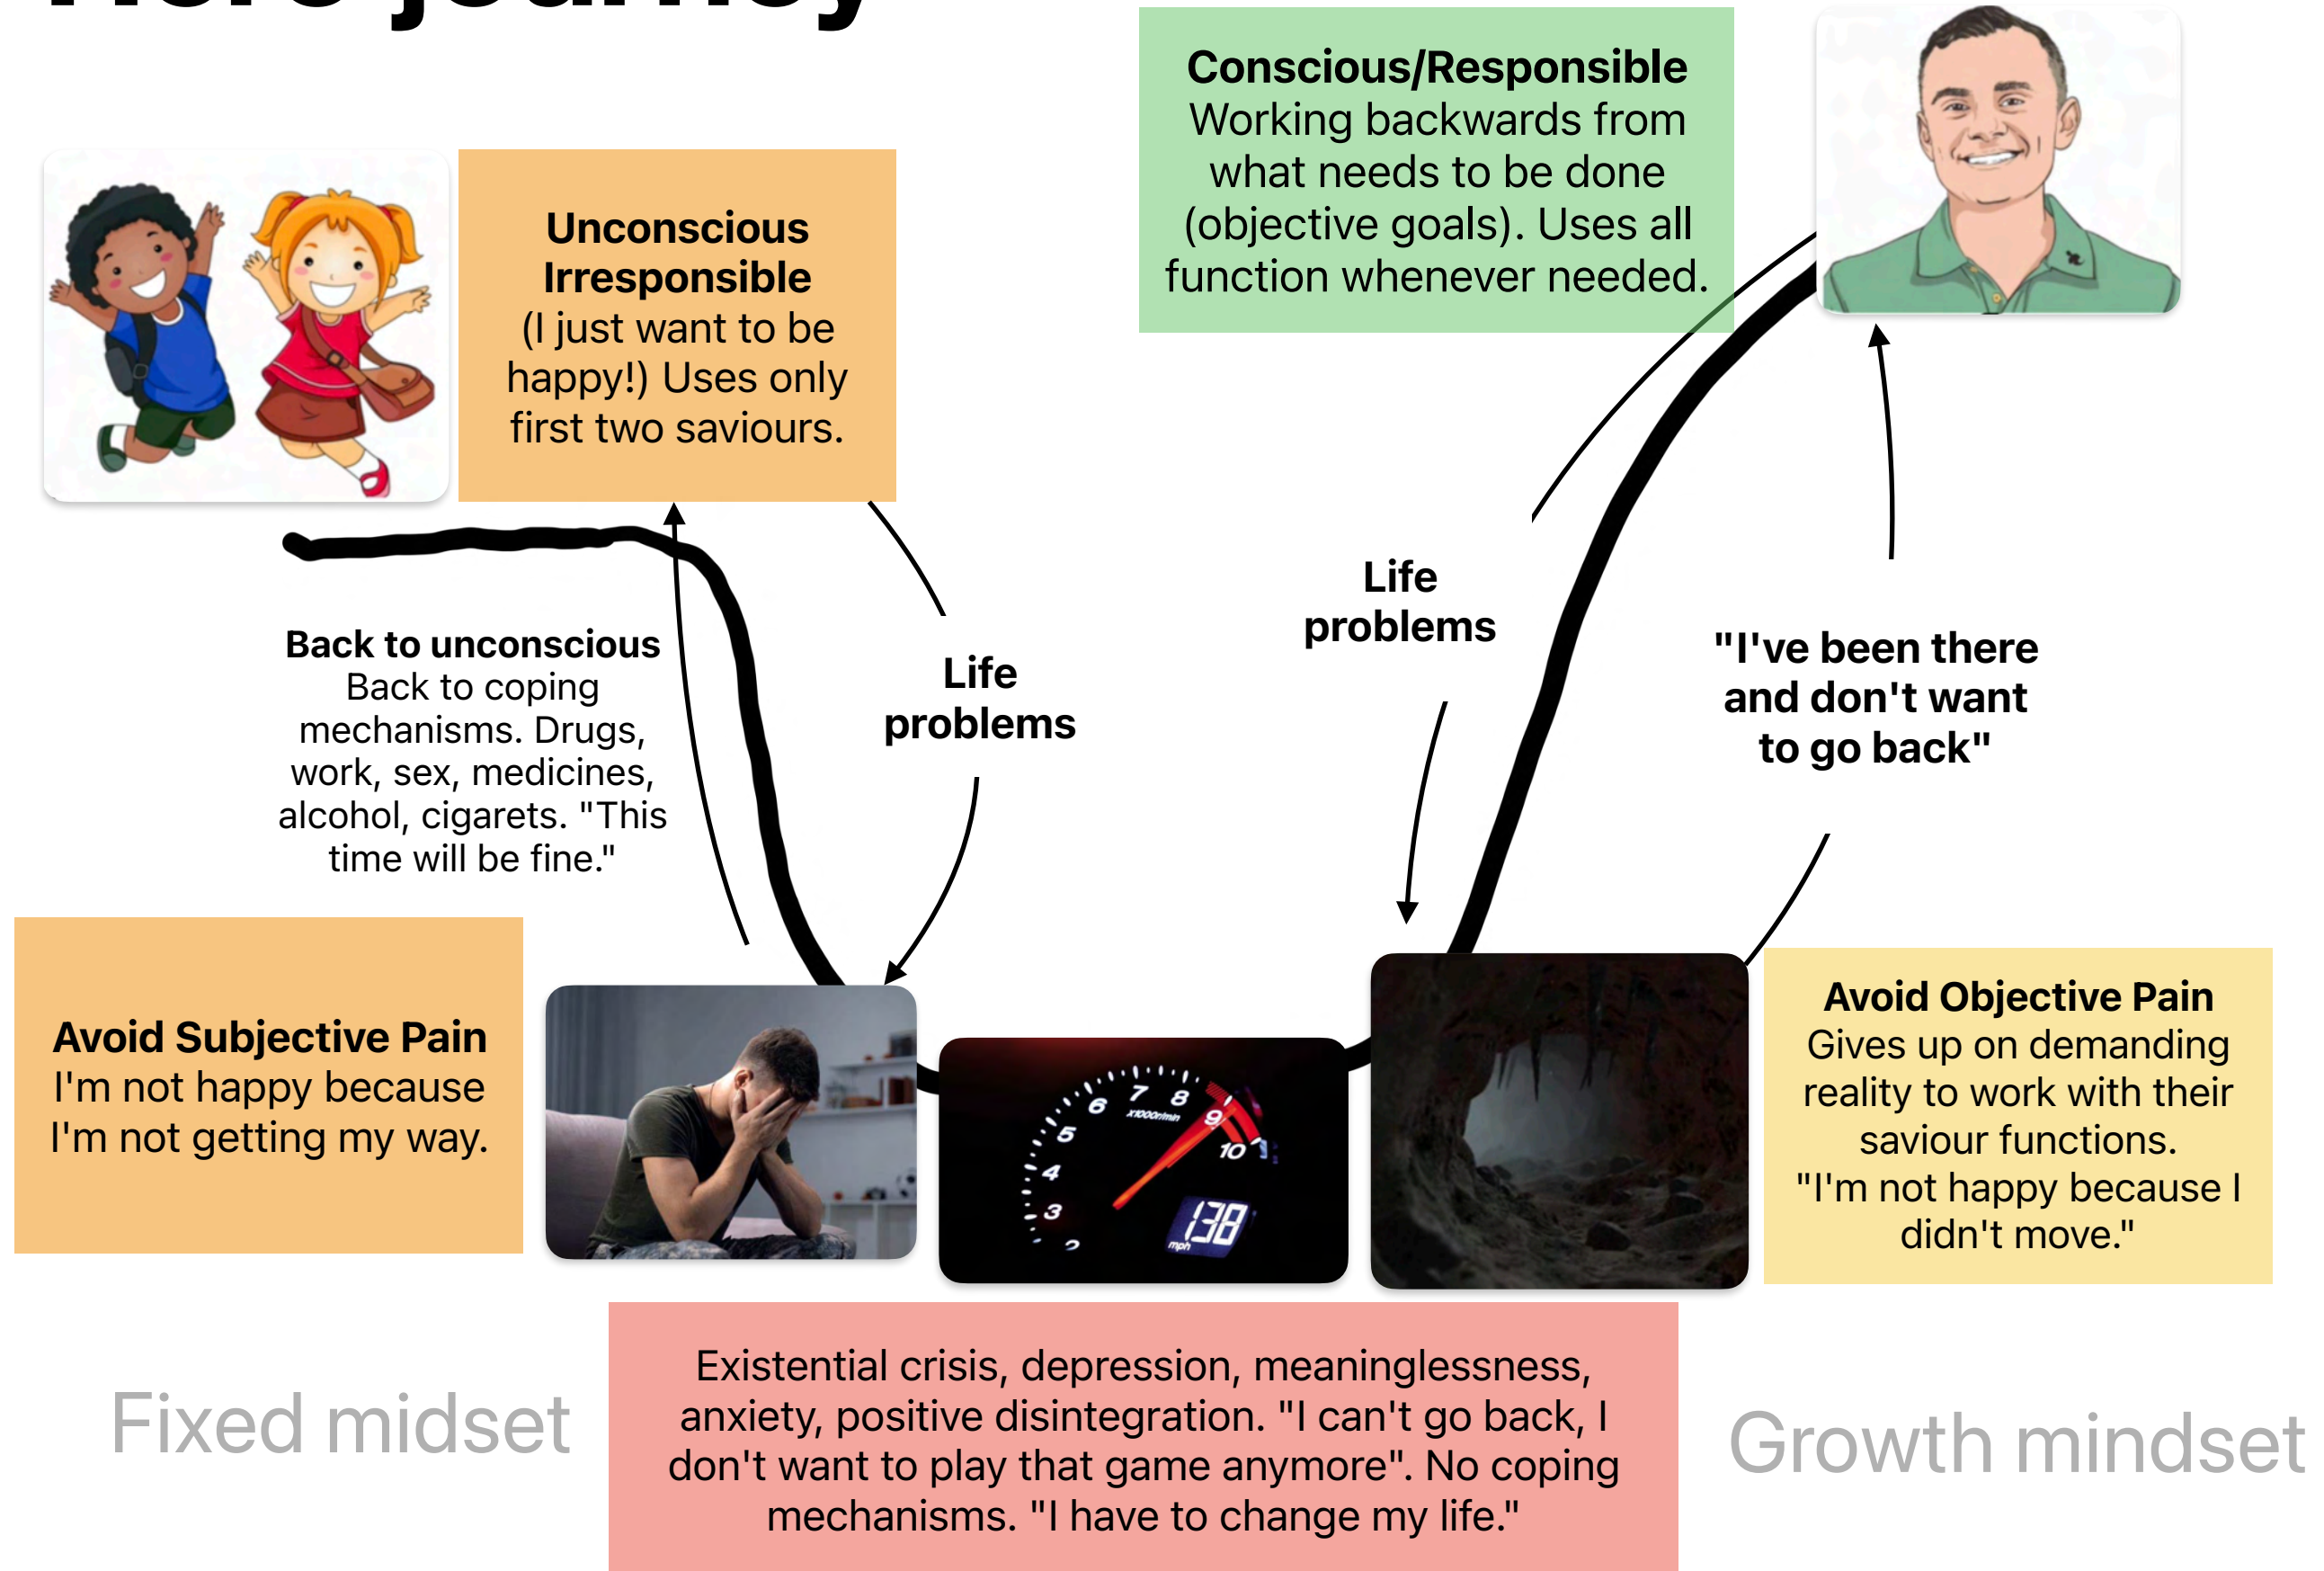 Hero journey
Conscious/Responsible
Working backwards from
what needs to be done
(objective goals). Uses all
function whenever needed.
Unconscious
Irresponsible
(I just want to be
happy!) Uses only
first two saviours.
Back to unconscious
Back to coping
mechanisms. Drugs,
work, sex, medicines,
alcohol, cigarets. "This
time will be fine."
Life
problems
Life
problems
"I've been there
and don't want
to go back"
Avoid Subjective Pain
I'm not happy because
I'm not getting my way.
2
3
4
5
6
7
8
9
10
x1000r/min
138
mph
Avoid Objective Pain
Gives up on demanding
reality to work with their
saviour functions.
"I'm not happy because I
didn't move."
Fixed midset
Existential crisis, depression, meaninglessness,
anxiety, positive disintegration. "I can't go back, I
don't want to play that game anymore". No coping
mechanisms. "I have to change my life."
Growth mindset